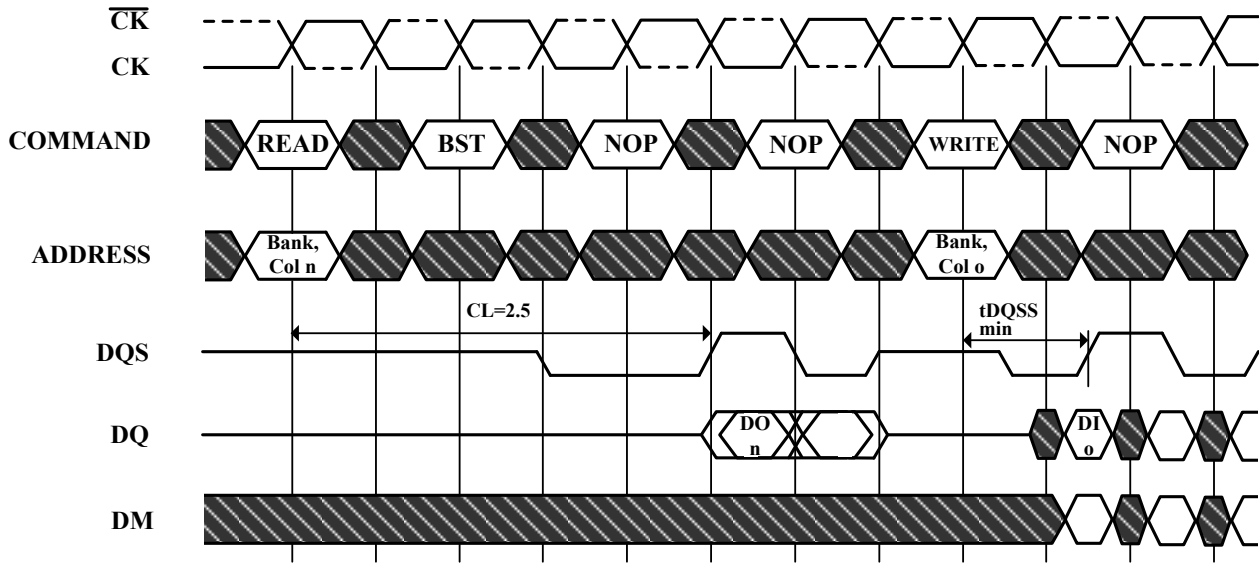 CK
CK
COMMAND
READ
BST
NOP
NOP
WRITE
NOP
ADDRESS
Bank,
Col n
Bank,
Col o
CL=2.5
tDQSS
min
DQS
DQ
DO
n
DI
o
DM